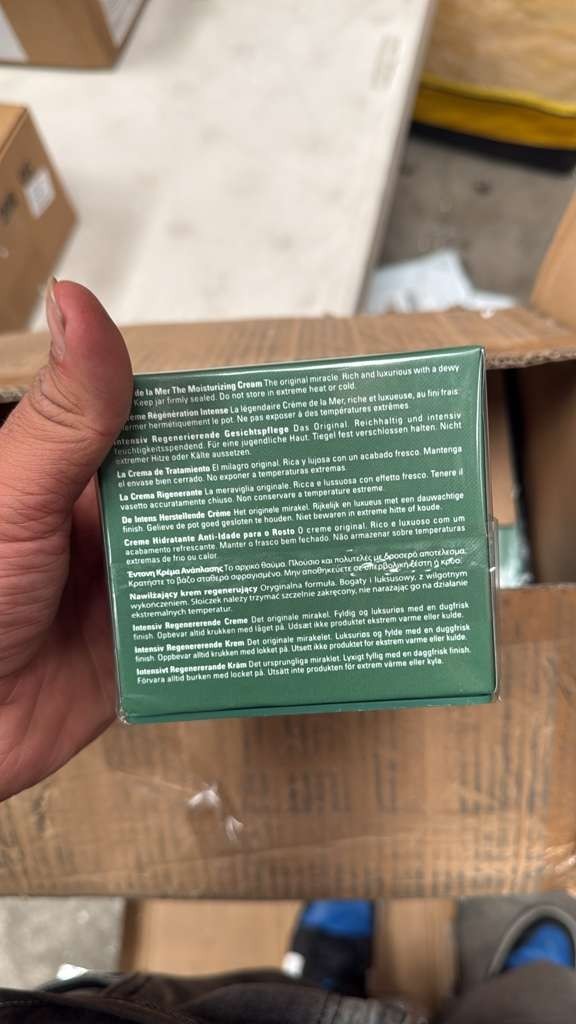 de la Mer The Moisturizing Cream The original miracle. Rich and luxurious with a dewy
Keep jar firmly sealed. Do not store in extreme heat or cold.
Régénération Intense La légendaire Crème de la Mer, riche et luxueuse, au fini frais.
hermétiquement le pot. Ne pas exposer à des températures extrêmes.
Intensiv Regenerierende Gesichtspflege Das Original. Reichhaltig und intensiv
feuchtigkeitsspendend. Für eine jugendliche Haut. Tiegel fest verschlossen halten. Nicht
extremer Hitze oder Kälte aussetzen.
La Crema de Tratamiento El milagro original. Rica y lujosa con un acabado fresco. Mantenga
el envase bien cerrado. No exponer a temperaturas extremas.
La Crema Rigenerante La meraviglia originale. Ricca e lussuosa con effetto fresco. Tenere il
vasetto accuratamente chiuso. Non conservare a temperature estreme.
De Intens Herstellende Crème Het originele mirakel. Rijkelijk en luxueus met een dauwachtige
finish. Gelieve de pot goed gesloten te houden. Niet bewaren in extreme hitte of koude.
Creme Hidratante Anti-Idade para o Rosto O creme original. Rico e luxuoso com um
acabamento refrescante. Manter o frasco bem fechado. Não armazenar sobre temperaturas
extremas de frio ou calor.
Έντονη Κρέμα Ανάπλασης Το αρχικό θαύμα. Πλούσιο και πολυτελές με δροσερό αποτέλεσμα.
Κρατήστε το βάζο σταθερά σφραγισμένο. Μην αποθηκεύετε σε υπερβολική ζέστη ή κρύο.
Nawilżający krem regenerujący Oryginalna formuła. Bogaty i luksusowy, z wilgotnym
wykończeniem. Słoiczek należy trzymać szczelnie zakręcony, nie narażając go na działanie
ekstremalnych temperatur.
Intensiv Regenererende Creme Det originale mirakel. Fyldig og luksuriøs med en dugfrisk
finish. Opbevar altid krukken med låget på. Udsæt ikke produktet ekstrem varme eller kulde.
Intensiv Regenererende Krem Det originale mirakelet. Luksuriøs og fylde med en duggfrisk
finish. Oppbevar alltid krukken med lokket på. Utsett ikke produktet for ekstrem varme eller kulde.
Intensivt Regenererande Kräm Det ursprungliga miraklet. Lyxigt fyllig med en daggfrisk finish.
Förvara alltid burken med locket på. Utsätt inte produkten för extrem värme eller kyla.